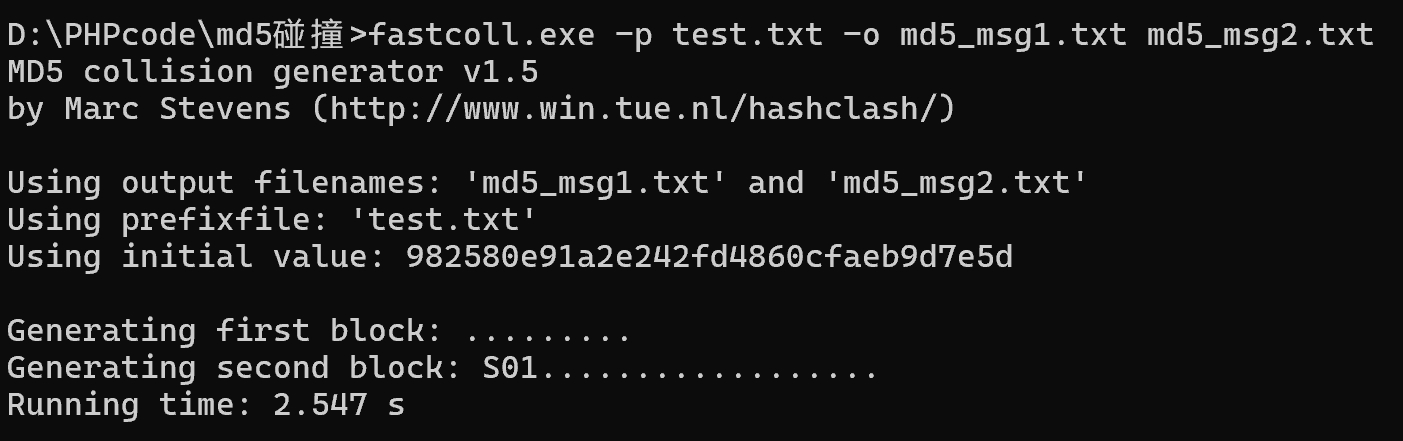 D:\PHPcode\md5碰撞>fastcoll.exe -p test.txt -o md5_msg1.txt md5_msg2.txt
MD5 collision generator v1.5
by Marc Stevens (http://www.win.tue.nl/hashclash/)
Using output filenames: 'md5_msg1.txt' and 'md5_msg2.txt'
Using prefixfile: 'test.txt'
Using initial value: 982580e91a2e242fd4860cfaeb9d7e5d
Generating first block: .........
Generating second block: S01..................
Running time: 2.547 s